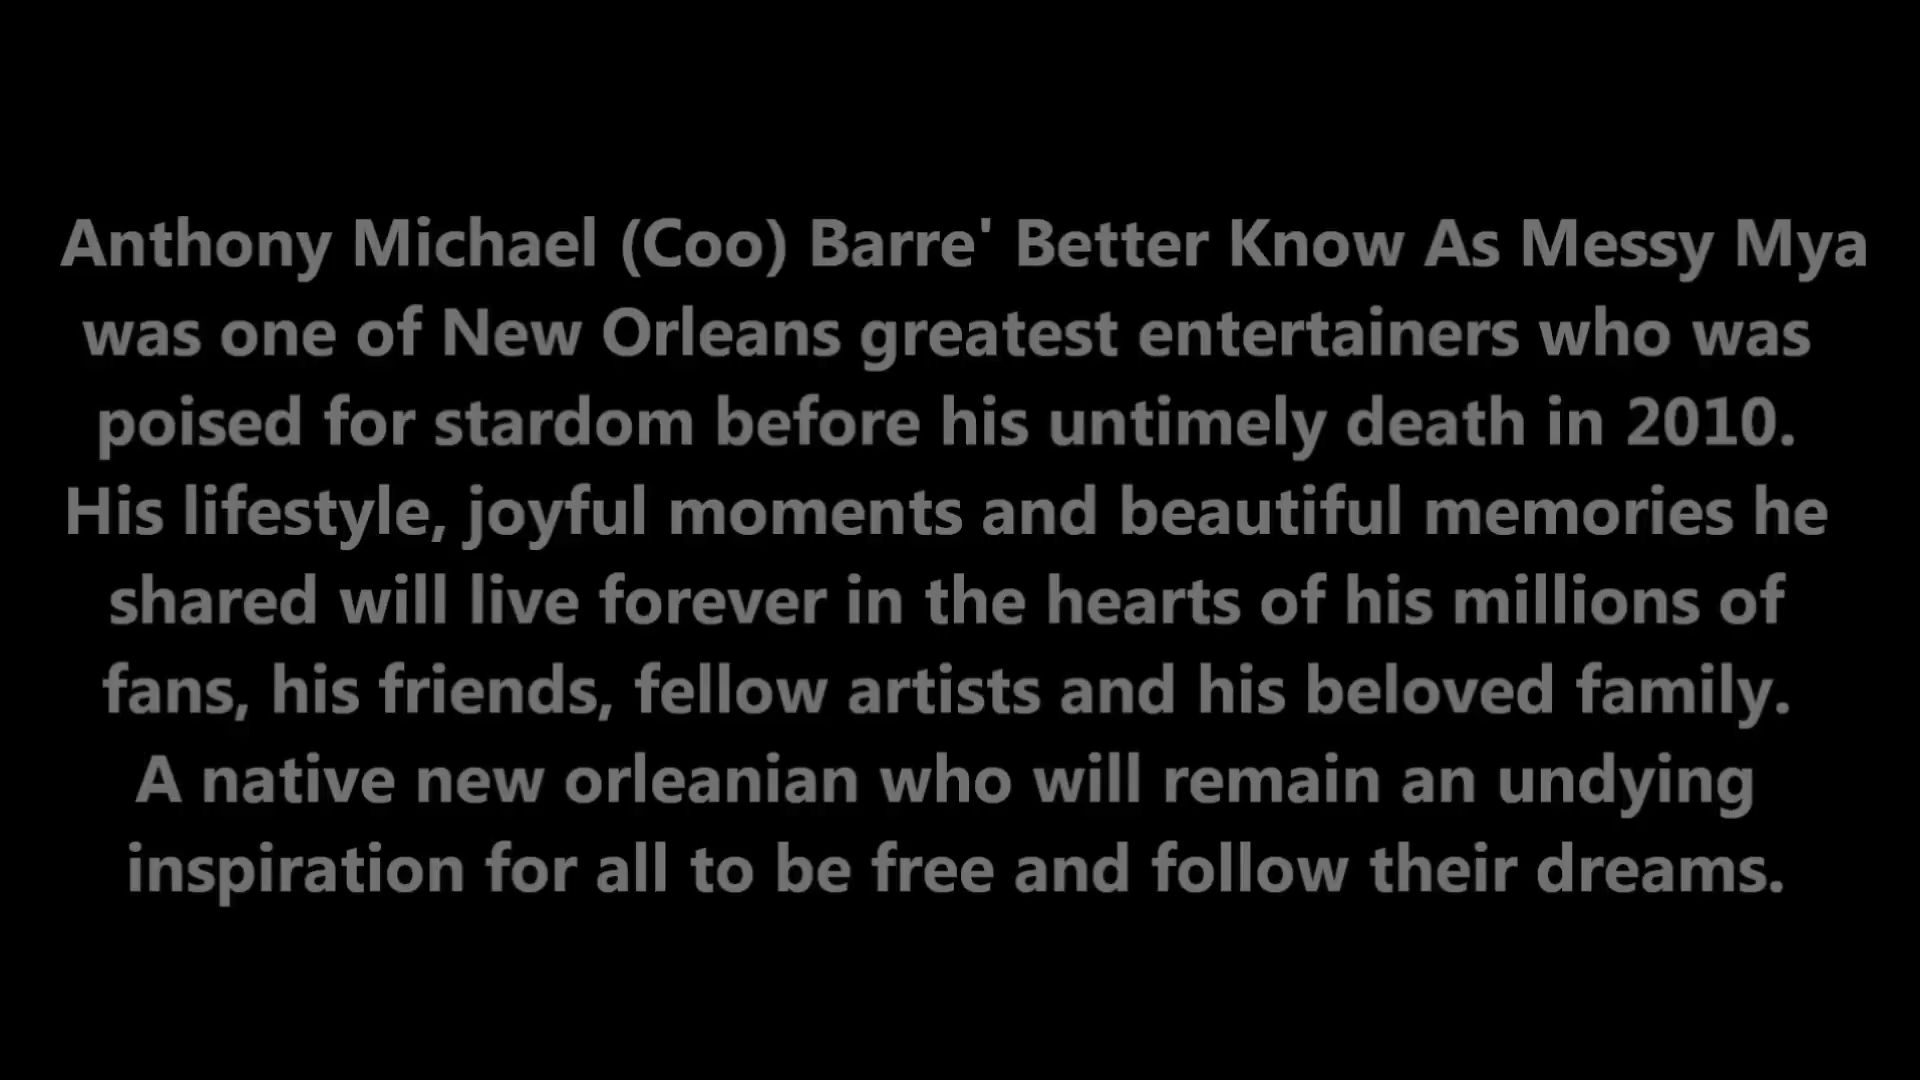 Anthony Michael (Coo) Barre' Better Know As Messy Mya
was one of New Orleans greatest entertainers who was
poised for stardom before his untimely death in 2010.
His lifestyle, joyful moments and beautiful memories he
shared will live forever in the hearts of his millions of
fans, his friends, fellow artists and his beloved family.
A native new orleanian who will remain an undying
inspiration for all to be free and follow their dreams.